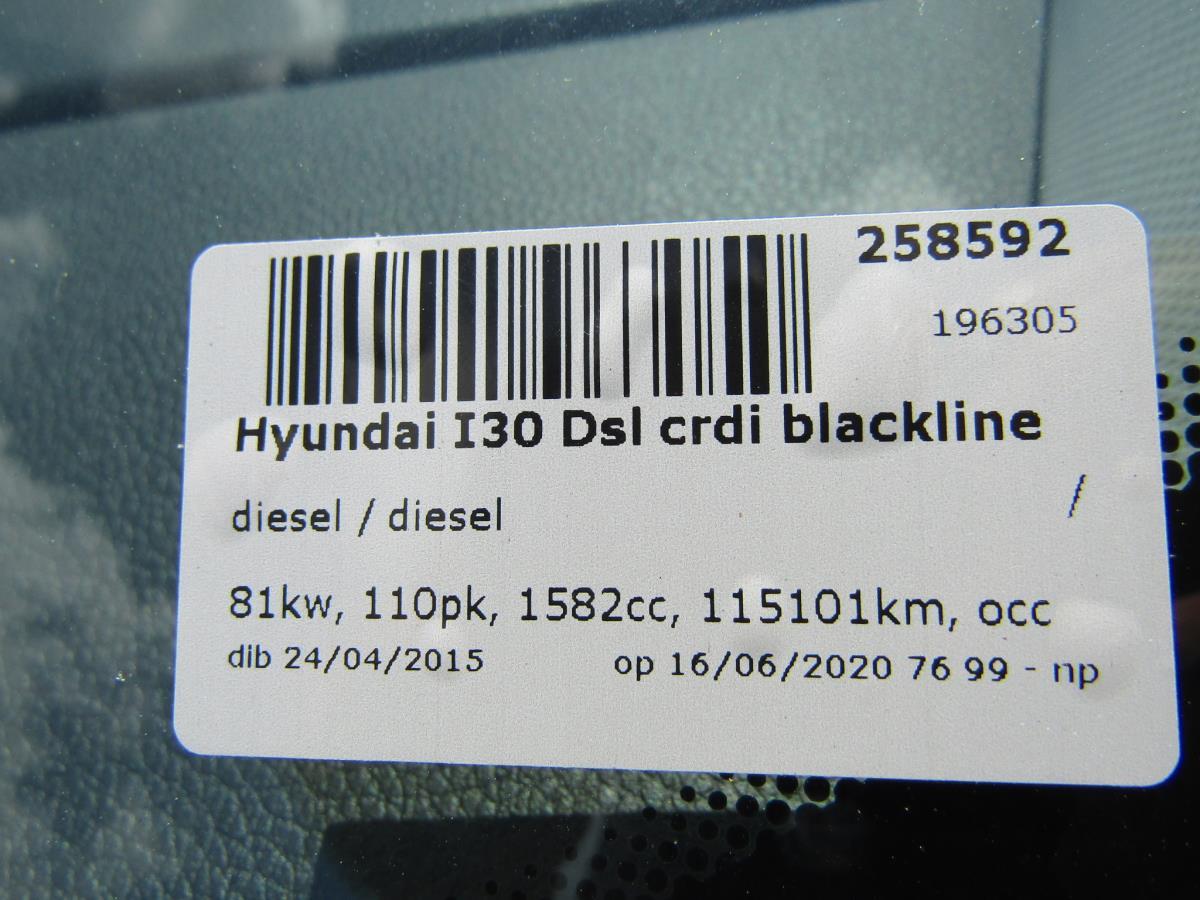 258592
196305
Hyundai I30 Dsl crdi blackline
diesel / diesel /
81kw, 110pk, 1582cc, 115101km, occ
dib 24/04/2015 op 16/06/2020 76 99 - np